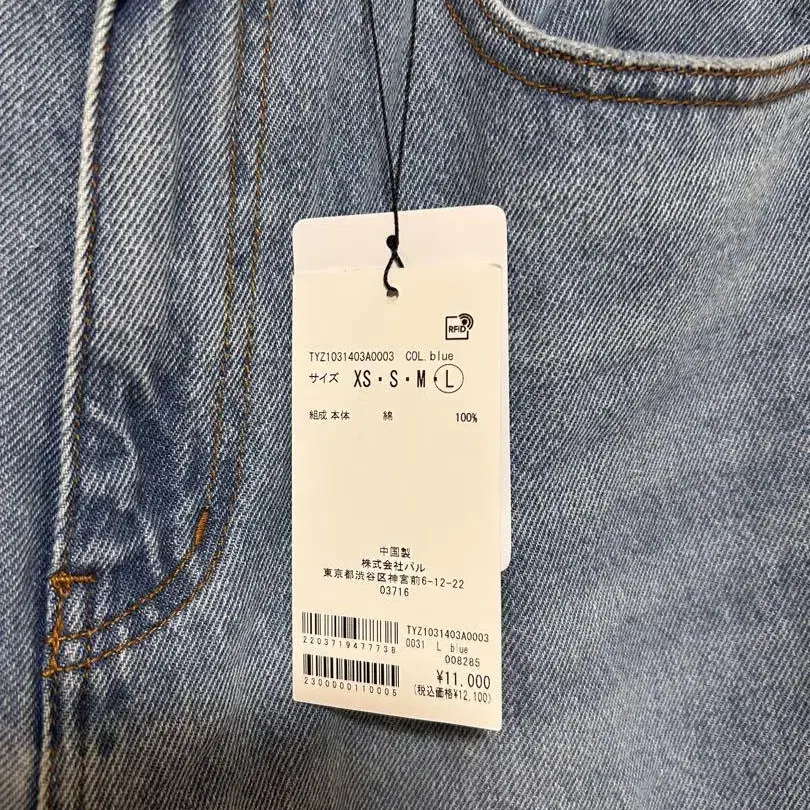 RFID
TYZ1031403A0003 COL.blue
サイズ XS・S・M・L
組成 本体 綿 100%
中国製
株式会社パル
東京都渋谷区神宮前6-12-22
03716
TYZ1031403A0003
2203719477738
0031 L blue
008285
¥11,000
2300000110005
(税込価格¥12,100)